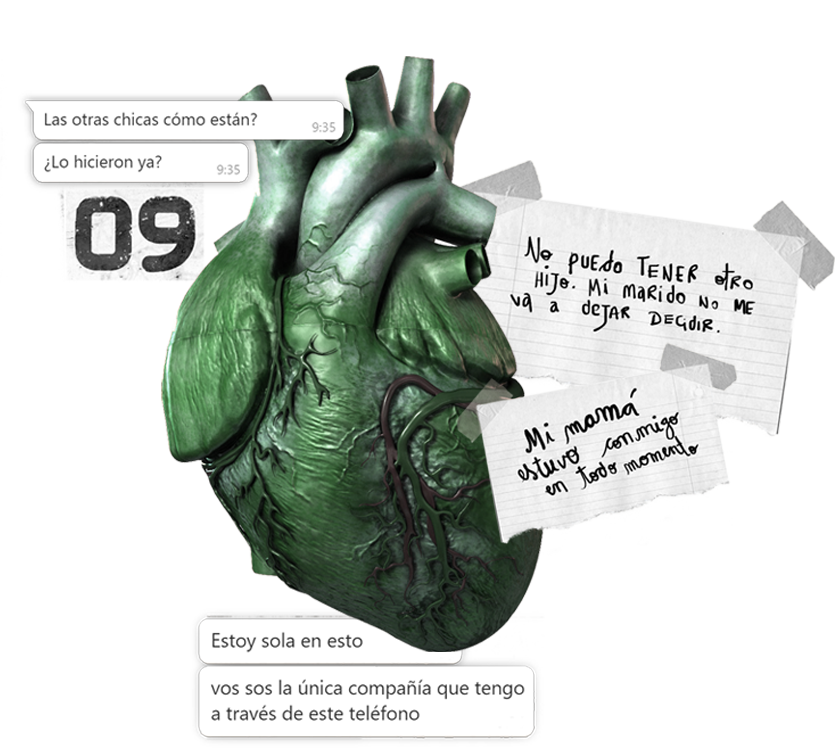 Las otras chicas cómo están?
9:35
¿Lo hicieron ya?
9:35
09
No puedo TENER otro
HIJO. Mi marido NO ME
va a dEJAR DECidiR.
Mi mamá
estuvo conmigo
en todo momento
Estoy sola en esto
vos sos la única compañía que tengo
a través de este teléfono